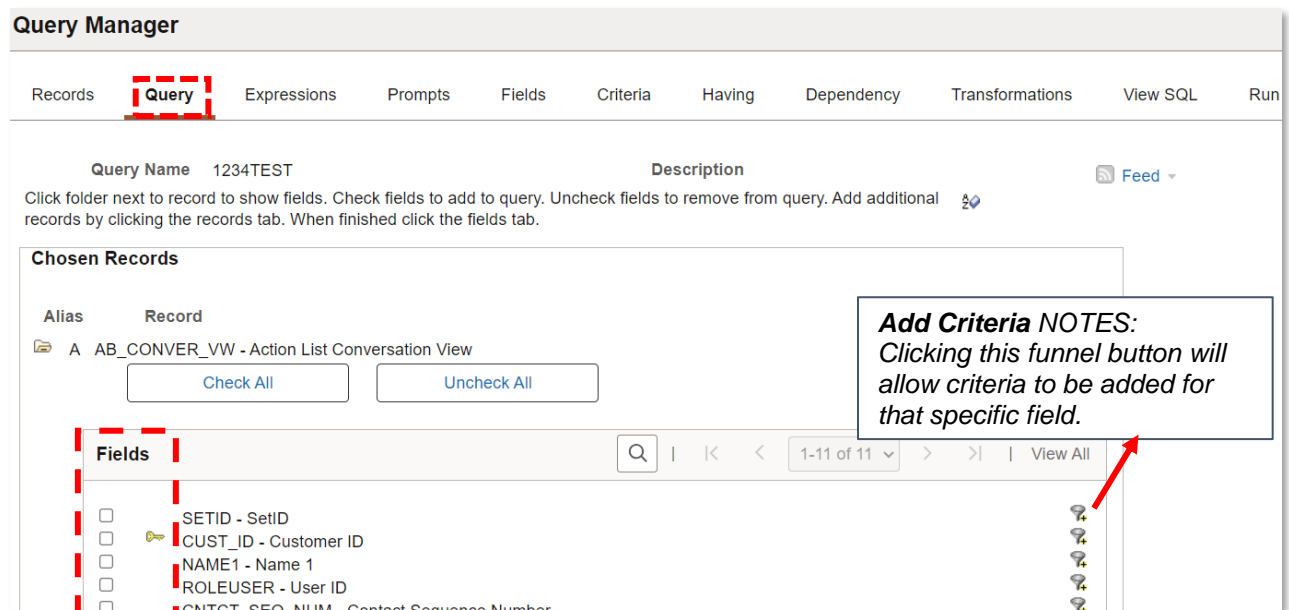 Query Manager
Records Query Expressions Prompts Fields Criteria Having Dependency Transformations View SQL Run
Query Name 1234TEST Description Feed
Click folder next to record to show fields. Check fields to add to query. Uncheck fields to remove from query. Add additional
records by clicking the records tab. When finished click the fields tab.
Chosen Records
Alias Record
A AB_CONVER_VW - Action List Conversation View
Check All Uncheck All
Add Criteria NOTES:
Clicking this funnel button will
allow criteria to be added for
that specific field.
Fields 1-11 of 11 View All
SETID - SetID
CUST_ID - Customer ID
NAME1 - Name 1
ROLEUSER - User ID
CNTCT_SEQ_NUM - Contact Sequence Number